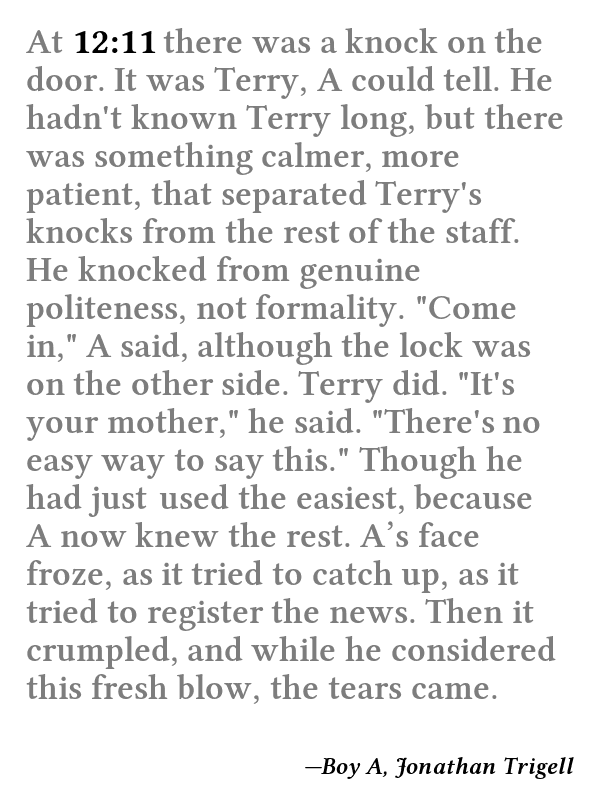 At 12:11 there was a knock on the
door. It was Terry, A could tell. He
hadn't known Terry long, but there
was something calmer, more
patient, that separated Terry's
knocks from the rest of the staff.
He knocked from genuine
politeness, not formality. "Come
in," A said, although the lock was
on the other side. Terry did. "It's
your mother," he said. "There's no
easy way to say this." Though he
had just used the easiest, because
A now knew the rest. A’s face
froze, as it tried to catch up, as it
tried to register the news. Then it
crumpled, and while he considered
this fresh blow, the tears came.
—Boy A, Jonathan Trigell